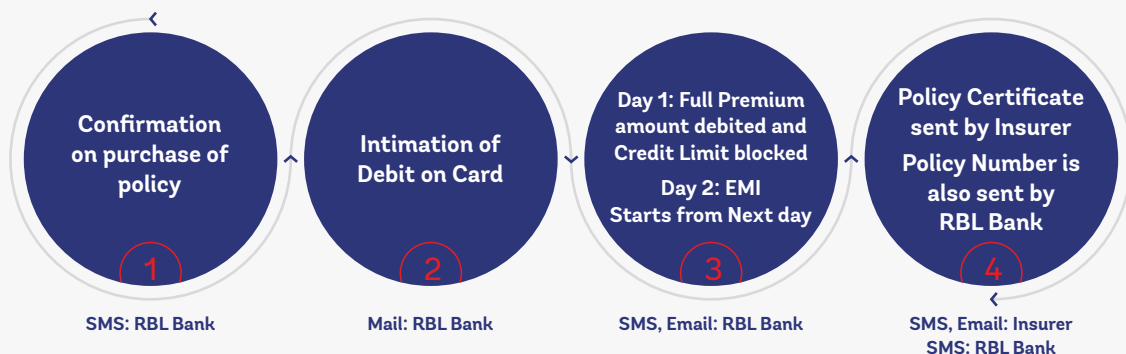 Confirmation
on purchase of
policy
1
SMS: RBL Bank
Intimation of
Debit on Card
2
Mail: RBL Bank
Day 1: Full Premium
amount debited and
Credit Limit blocked
Day 2: EMI
Starts from Next day
3
SMS, Email: RBL Bank
Policy Certificate
sent by Insurer
Policy Number is
also sent by
RBL Bank
4
SMS, Email: Insurer
SMS: RBL Bank